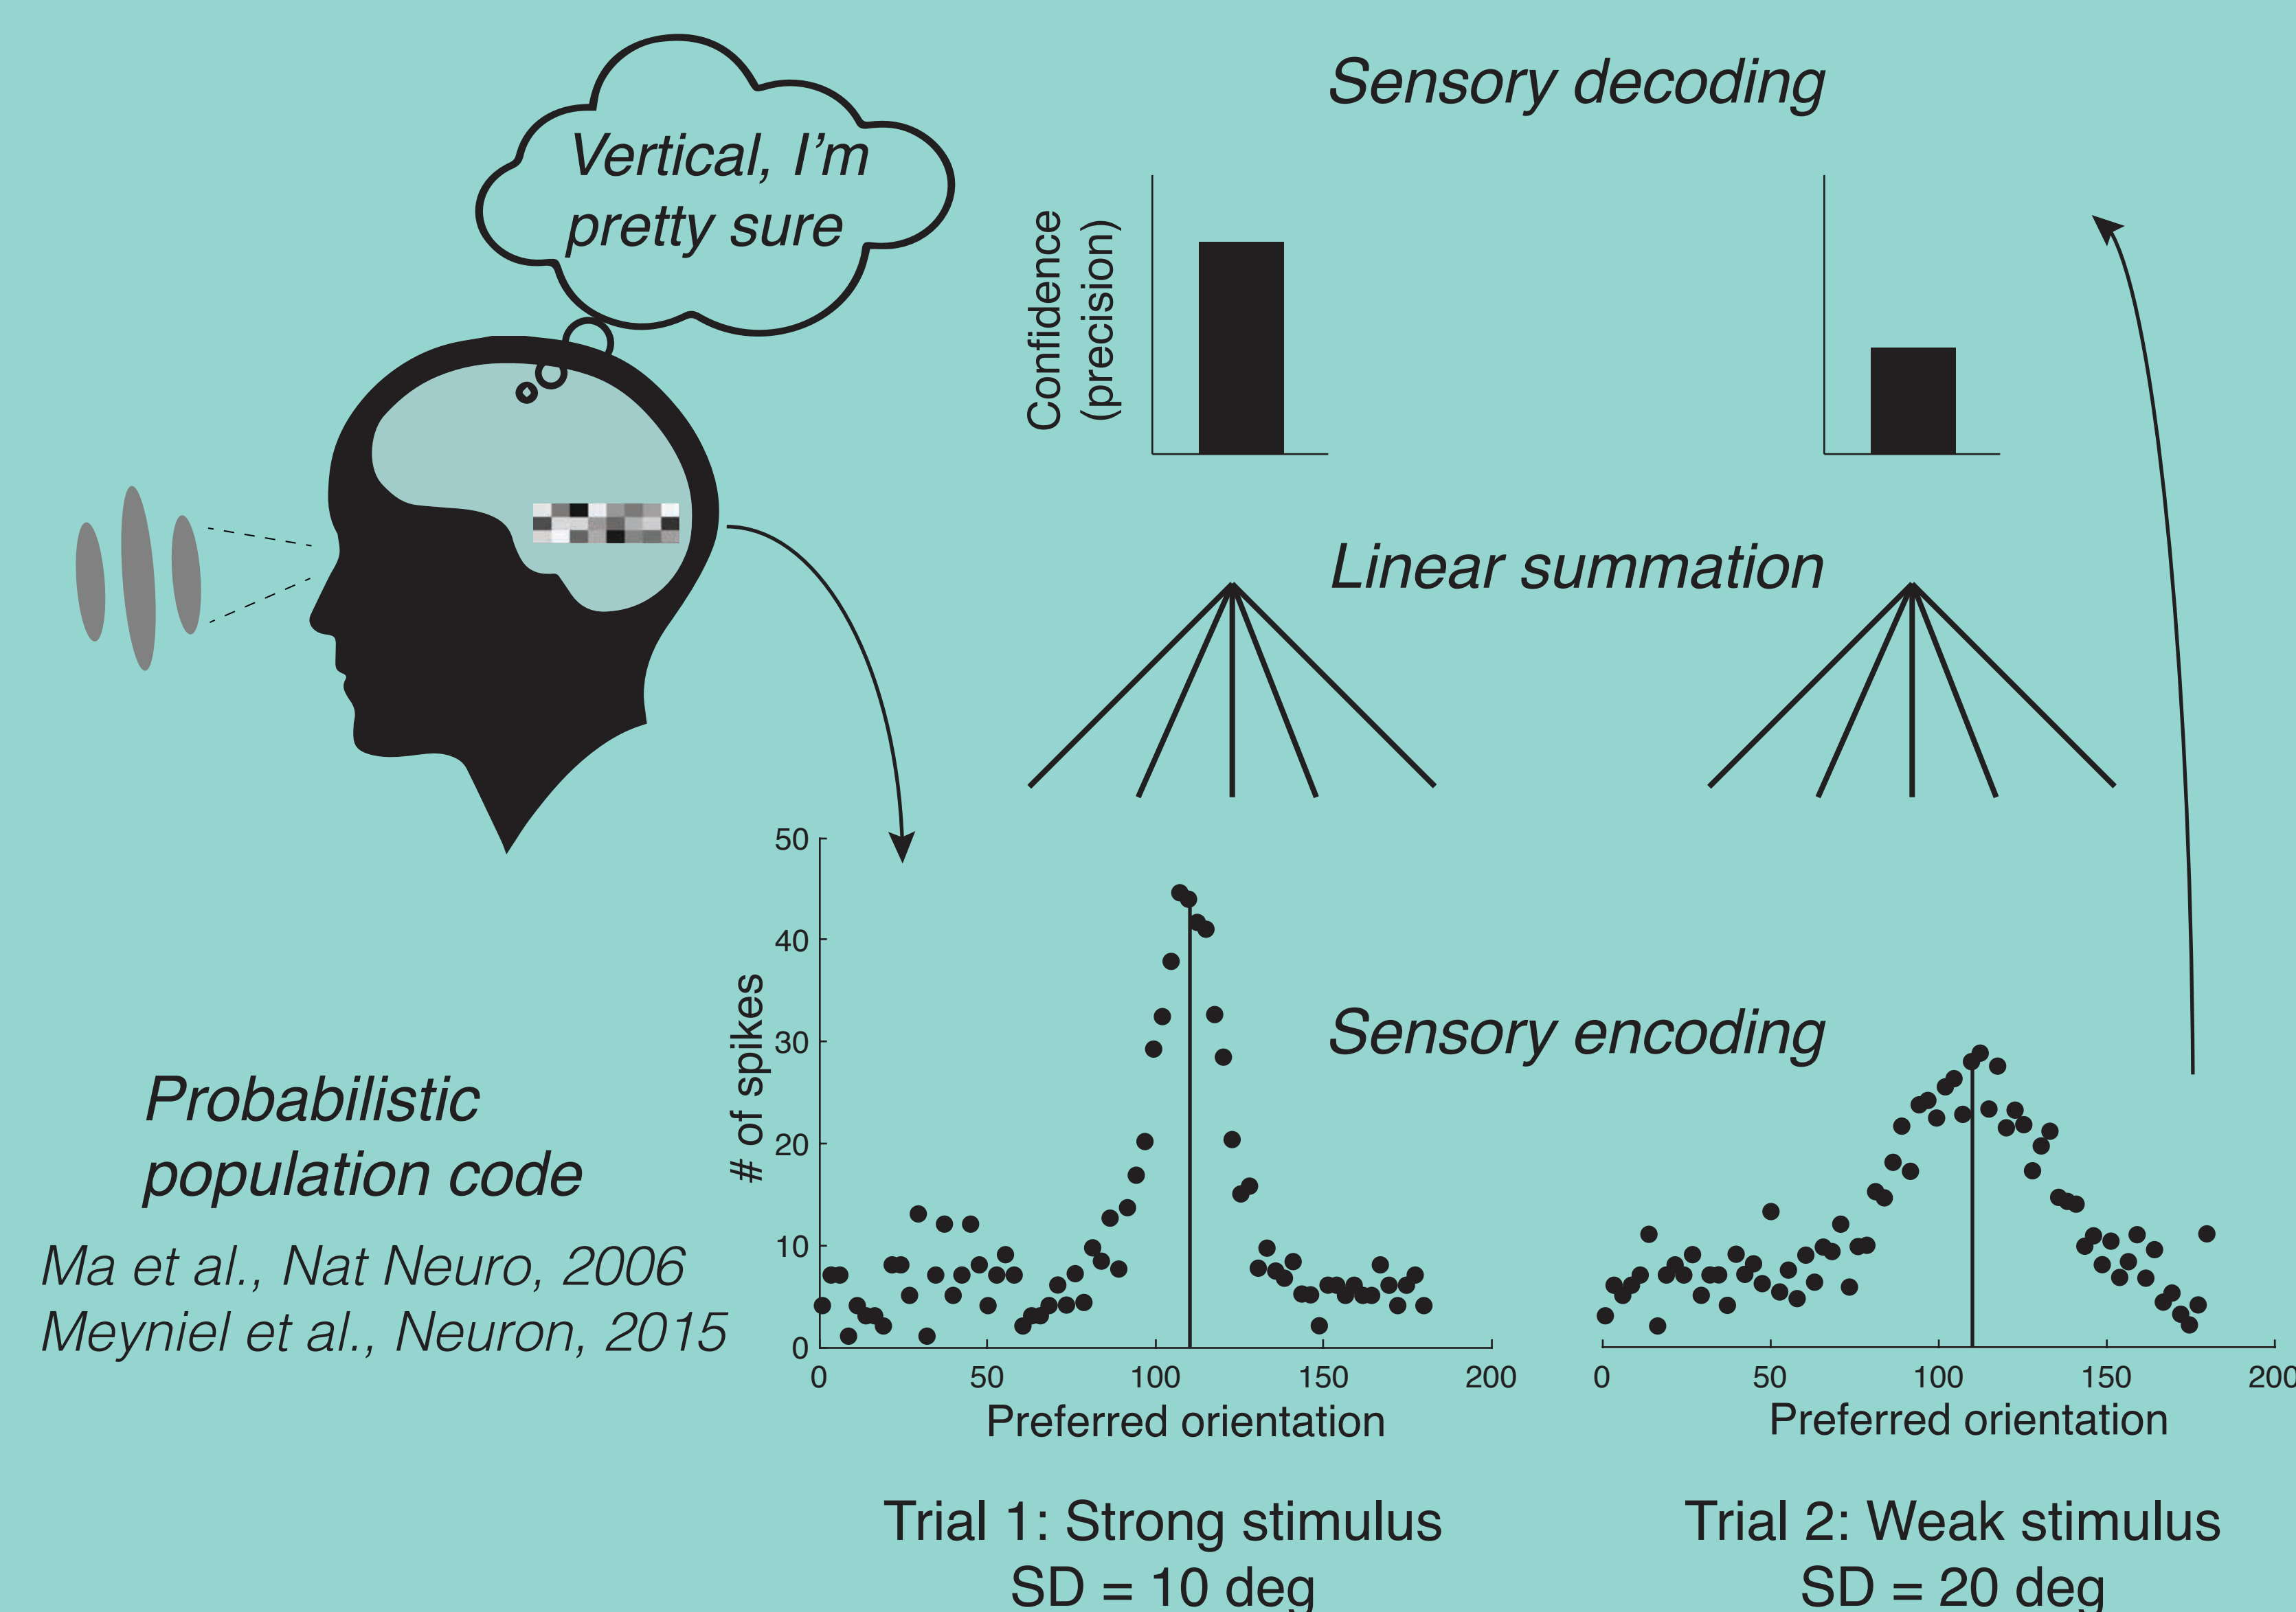 Sensory decoding
Vertical, I'm
pretty sure
Confidence
(precision)
Linear summation
Sensory encoding
Probabilistic
population code
Ma et al., Nat Neuro, 2006
Meyniel et al., Neuron, 2015
# of spikes
50
40
30
20
10
0
0 50 100 150 200
Preferred orientation
0 50 100 150 200
Preferred orientation
Trial 1: Strong stimulus
SD = 10 deg
Trial 2: Weak stimulus
SD = 20 deg